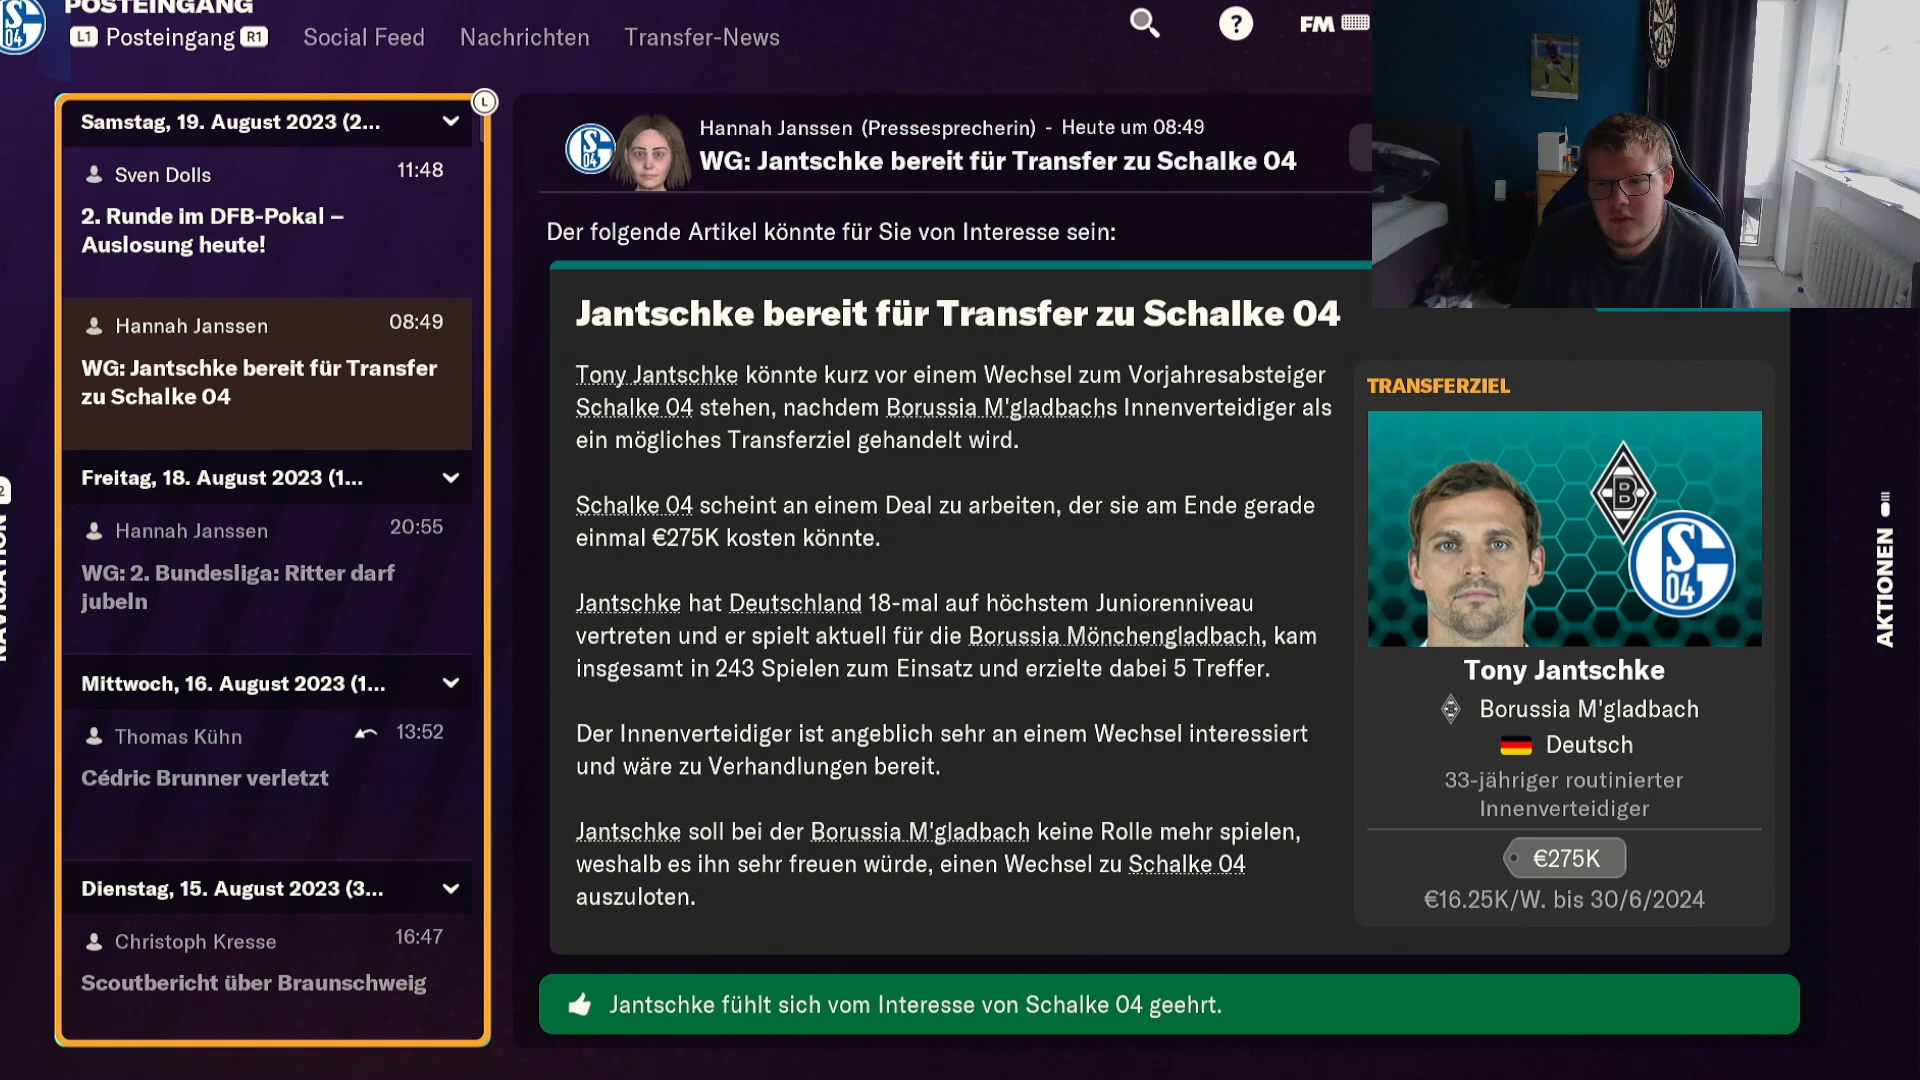 POSTEINGANG
L1 Posteingang R1 Social Feed Nachrichten Transfer-News
? FM
L
Samstag, 19. August 2023 (2...
Sven Dolls 11:48
2. Runde im DFB-Pokal –
Auslosung heute!
Hannah Janssen 08:49
WG: Jantschke bereit für Transfer
zu Schalke 04
Freitag, 18. August 2023 (1...
Hannah Janssen 20:55
WG: 2. Bundesliga: Ritter darf
jubeln
Mittwoch, 16. August 2023 (1...
Thomas Kühn 13:52
Cédric Brunner verletzt
Dienstag, 15. August 2023 (3...
Christoph Kresse 16:47
Scoutbericht über Braunschweig
Hannah Janssen (Pressesprecherin) - Heute um 08:49
WG: Jantschke bereit für Transfer zu Schalke 04
Der folgende Artikel könnte für Sie von Interesse sein:
Jantschke bereit für Transfer zu Schalke 04
Tony Jantschke könnte kurz vor einem Wechsel zum Vorjahresabsteiger
Schalke 04 stehen, nachdem Borussia M'gladbachs Innenverteidiger als
ein mögliches Transferziel gehandelt wird.
Schalke 04 scheint an einem Deal zu arbeiten, der sie am Ende gerade
einmal €275K kosten könnte.
Jantschke hat Deutschland 18-mal auf höchstem Juniorenniveau
vertreten und er spielt aktuell für die Borussia Mönchengladbach, kam
insgesamt in 243 Spielen zum Einsatz und erzielte dabei 5 Treffer.
Der Innenverteidiger ist angeblich sehr an einem Wechsel interessiert
und wäre zu Verhandlungen bereit.
Jantschke soll bei der Borussia M'gladbach keine Rolle mehr spielen,
weshalb es ihn sehr freuen würde, einen Wechsel zu Schalke 04
auszuloten.
TRANSFERZIEL
Tony Jantschke
Borussia M'gladbach
Deutsch
33-jähriger routinierter
Innenverteidiger
€275K
€16.25K/W. bis 30/6/2024
Jantschke fühlt sich vom Interesse von Schalke 04 geehrt.
AKTIONEN